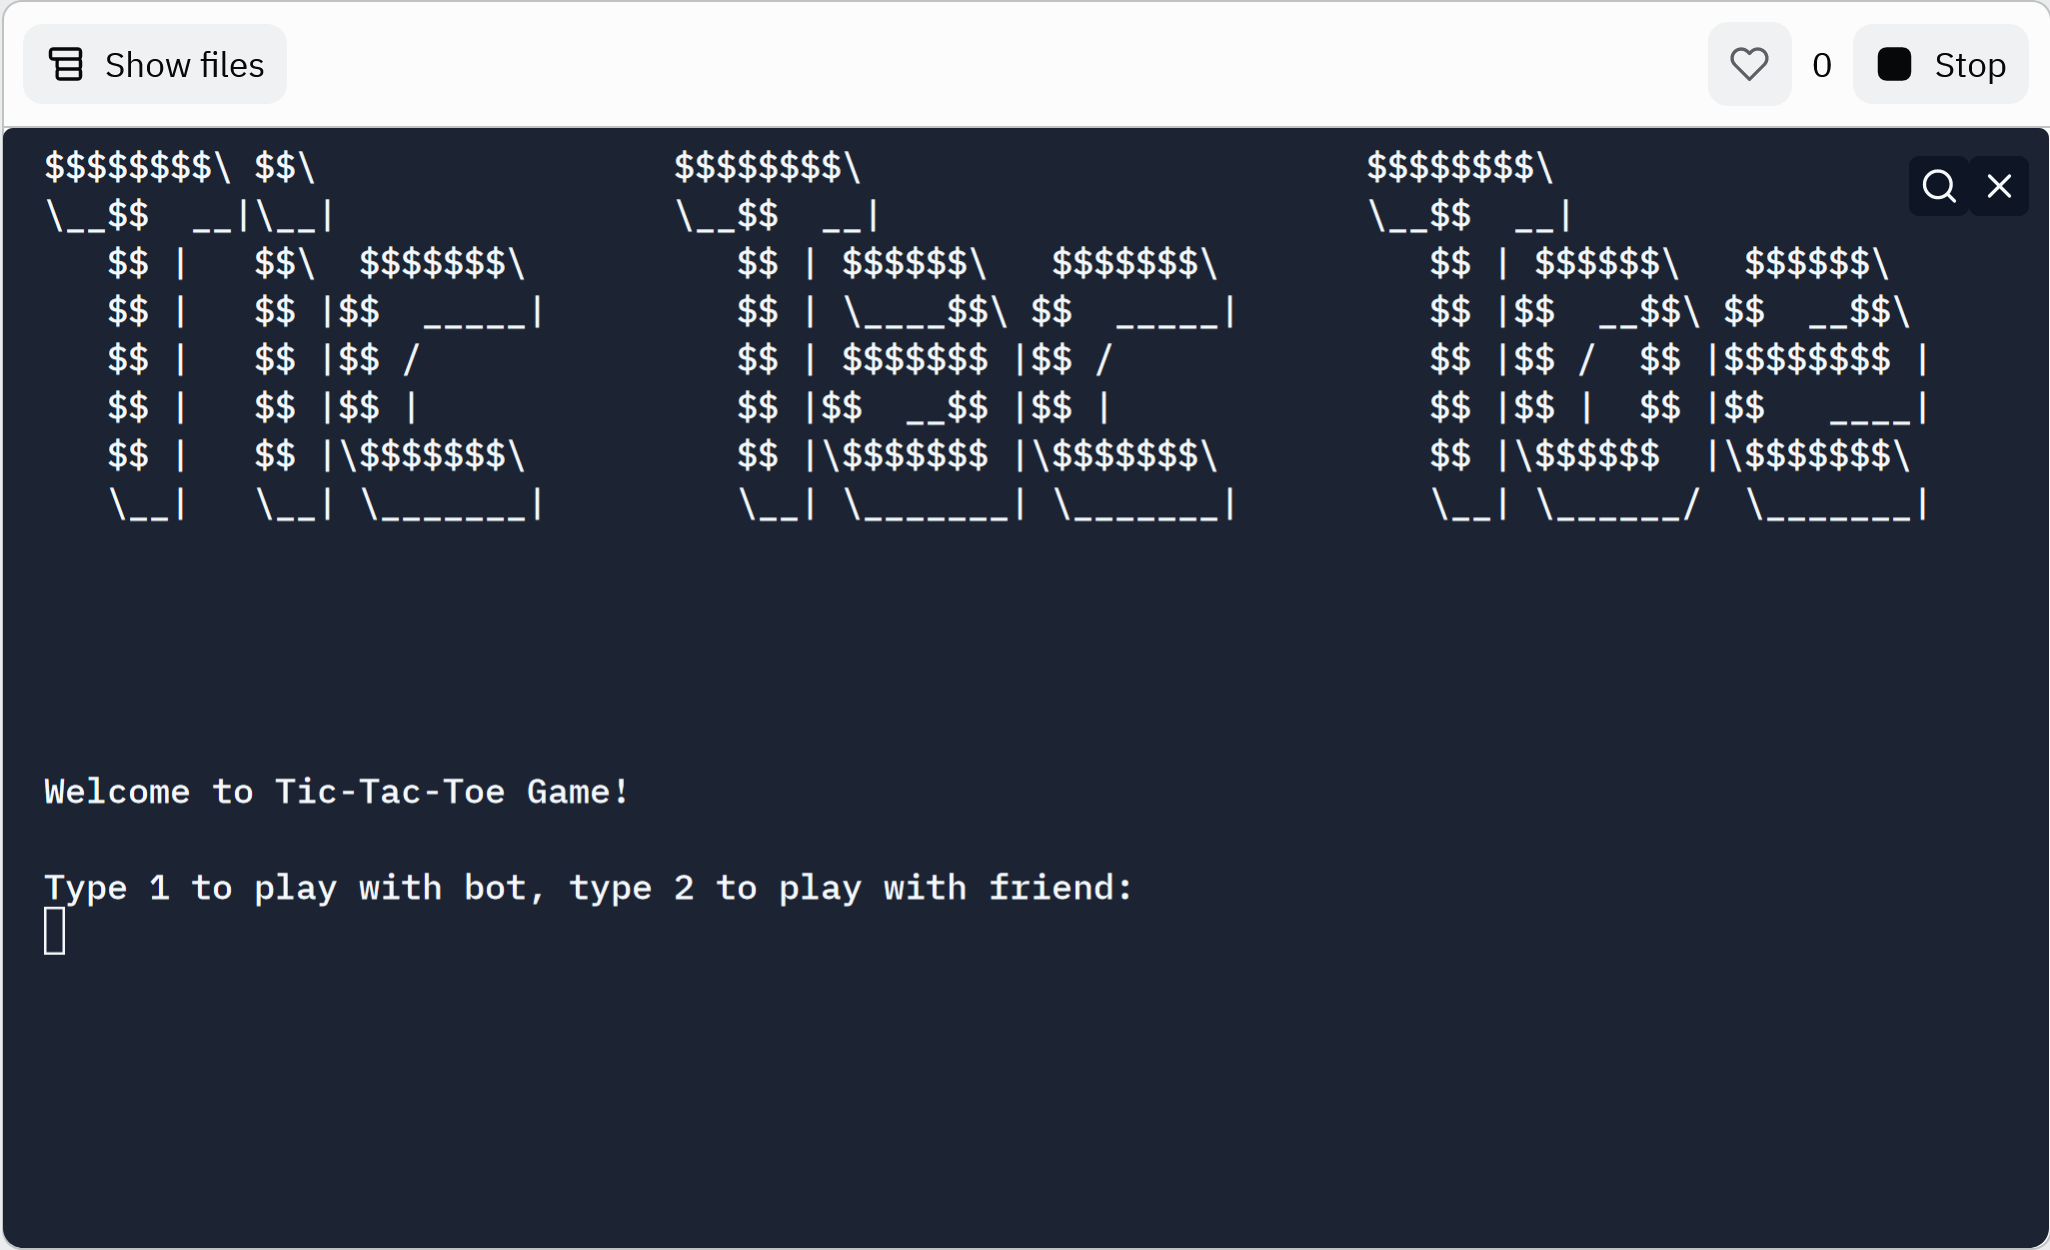 Show files
0 Stop
$$$$$$$$\ $$\                 $$$$$$$$\                        $$$$$$$$\
\__$$  __|\__|                \__$$  __|                       \__$$  __|
   $$ |   $$\  $$$$$$$\          $$ | $$$$$$\   $$$$$$$\          $$ | $$$$$$\   $$$$$$\
   $$ |   $$ |$$  _____|         $$ | \____$$\ $$  _____|         $$ |$$  __$$\ $$  __$$\
   $$ |   $$ |$$ /               $$ | $$$$$$$ |$$ /               $$ |$$ /  $$ |$$$$$$$$ |
   $$ |   $$ |$$ |               $$ |$$  __$$ |$$ |               $$ |$$ |  $$ |$$   ____|
   $$ |   $$ |\$$$$$$$\          $$ |\$$$$$$$ |\$$$$$$$\          $$ |\$$$$$$  |\$$$$$$$\
   \__|   \__| \_______|         \__| \_______| \_______|         \__| \______/  \_______|
Welcome to Tic-Tac-Toe Game!
Type 1 to play with bot, type 2 to play with friend: